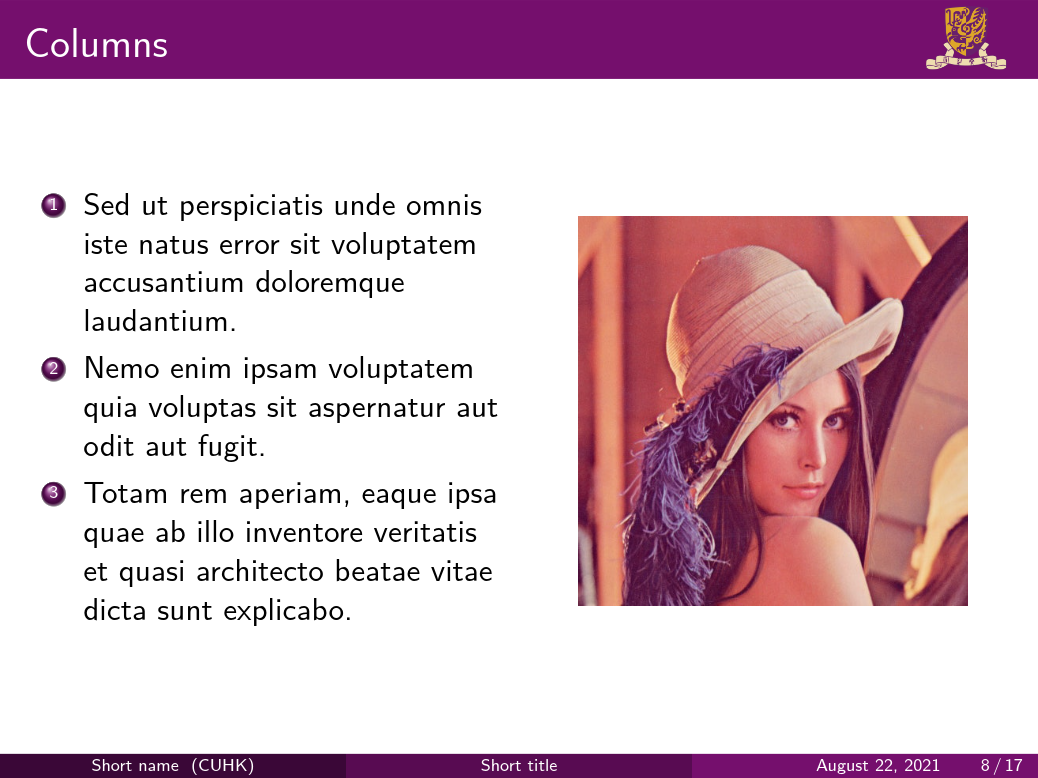 Columns
1 Sed ut perspiciatis unde omnis
iste natus error sit voluptatem
accusantium doloremque
laudantium.
2 Nemo enim ipsam voluptatem
quia voluptas sit aspernatur aut
odit aut fugit.
3 Totam rem aperiam, eaque ipsa
quae ab illo inventore veritatis
et quasi architecto beatae vitae
dicta sunt explicabo.
Short name (CUHK) Short title August 22, 2021 8 / 17